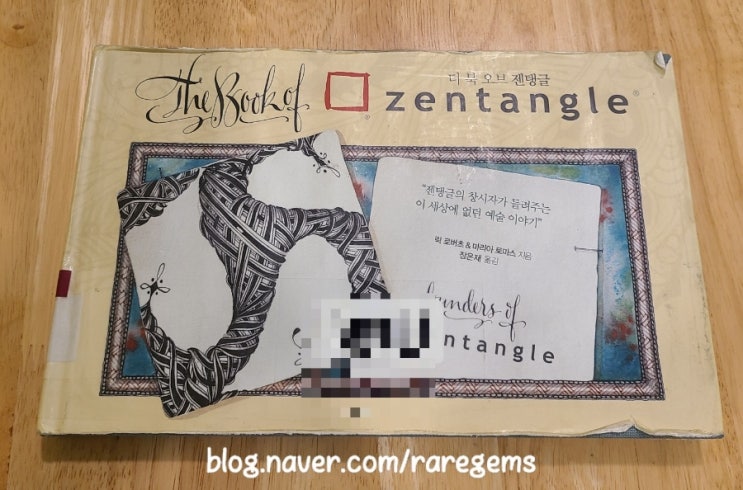 디 북 오브 젠탱글
The Book of zentangle®
"젠탱글의 창시자가 들려주는
이 세상에 없던 예술 이야기"
릭 로버츠 & 마리아 토마스 지음
장은재 옮김
founders of
zentangle
blog.naver.com/raregems